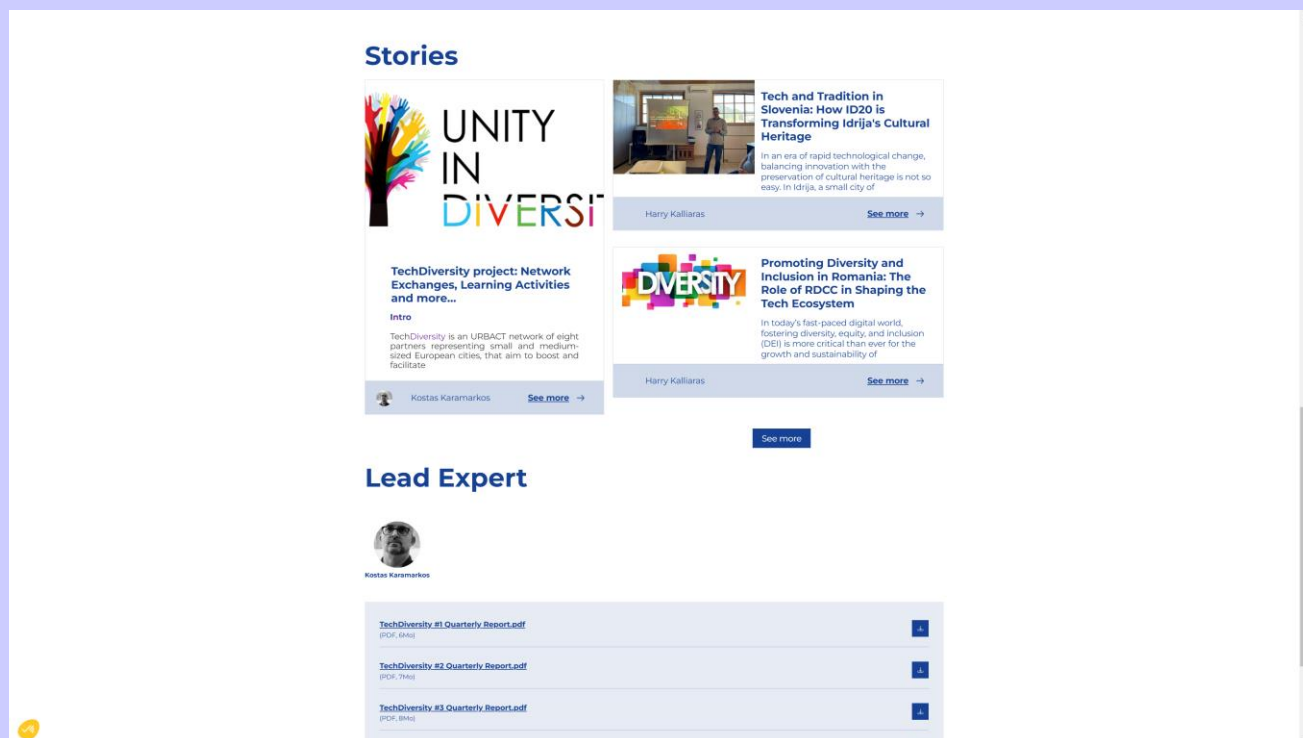 Stories
UNITY
IN
DIVERSI
TechDiversity project: Network
Exchanges, Learning Activities
and more...
Intro
TechDiversity is an URBACT network of eight
partners representing small and medium-
sized European cities, that aim to boost and
facilitate
Kostas Karamarkos
See more →
Tech and Tradition in
Slovenia: How ID20 is
Transforming Idrija's Cultural
Heritage
In an era of rapid technological change,
balancing innovation with the
preservation of cultural heritage is not so
easy. In Idrija, a small city of
Harry Kalliaras
See more →
DIVERSITY
Promoting Diversity and
Inclusion in Romania: The
Role of RDCC in Shaping the
Tech Ecosystem
In today's fast-paced digital world,
fostering diversity, equity, and inclusion
(DEI) is more critical than ever for the
growth and sustainability of
Harry Kalliaras
See more →
See more
Lead Expert
Kostas Karamarkos
TechDiversity #1 Quarterly Report.pdf
(PDF, 6Mo)
TechDiversity #2 Quarterly Report.pdf
(PDF, 7Mo)
TechDiversity #3 Quarterly Report.pdf
(PDF, 8Mo)